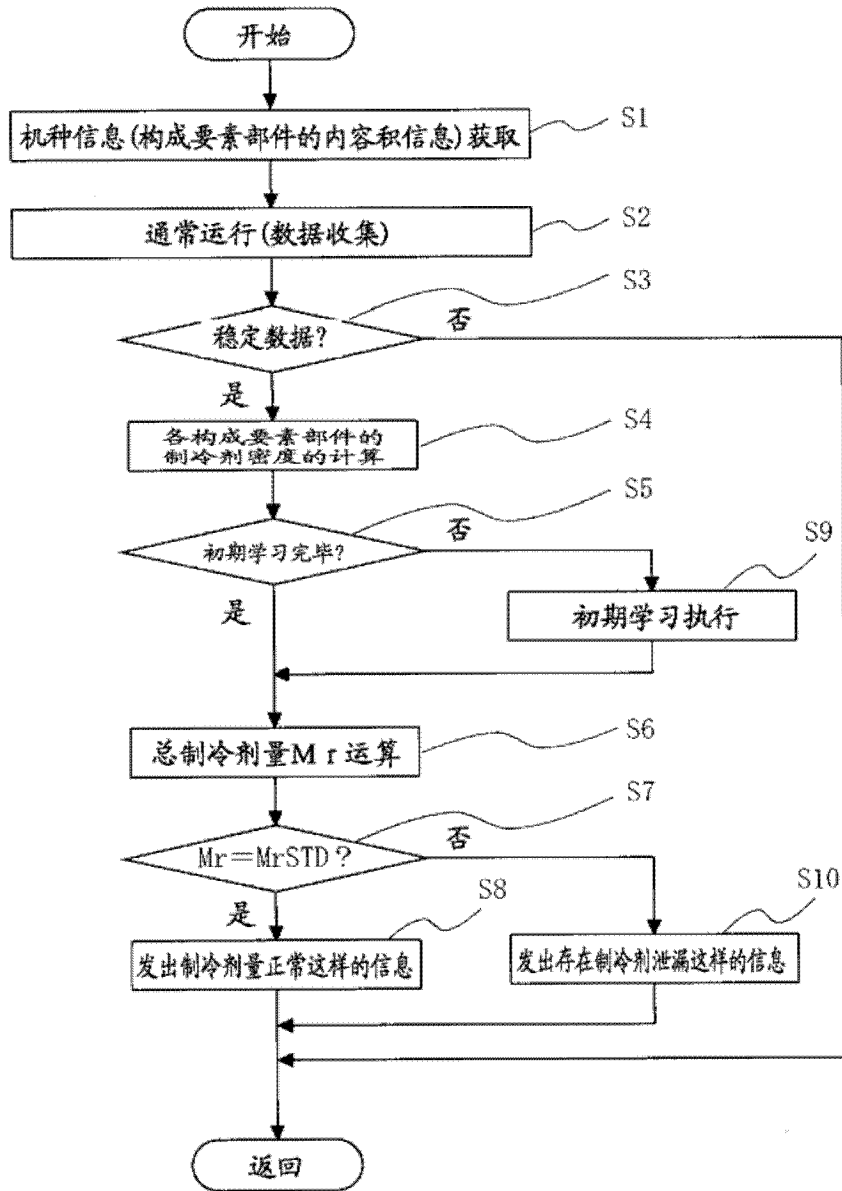 开始
机种信息(构成要素部件的内容积信息)获取
S1
通常运行(数据收集)
S2
S3
稳定数据?
否
是
各构成要素部件的
制冷剂密度的计算
S4
S5
初期学习完毕?
否
是
S9
初期学习执行
总制冷剂量Mr运算
S6
S7
Mr=MrSTD?
否
是
S8
S10
发出制冷剂量正常这样的信息
发出存在制冷剂泄漏这样的信息
返回